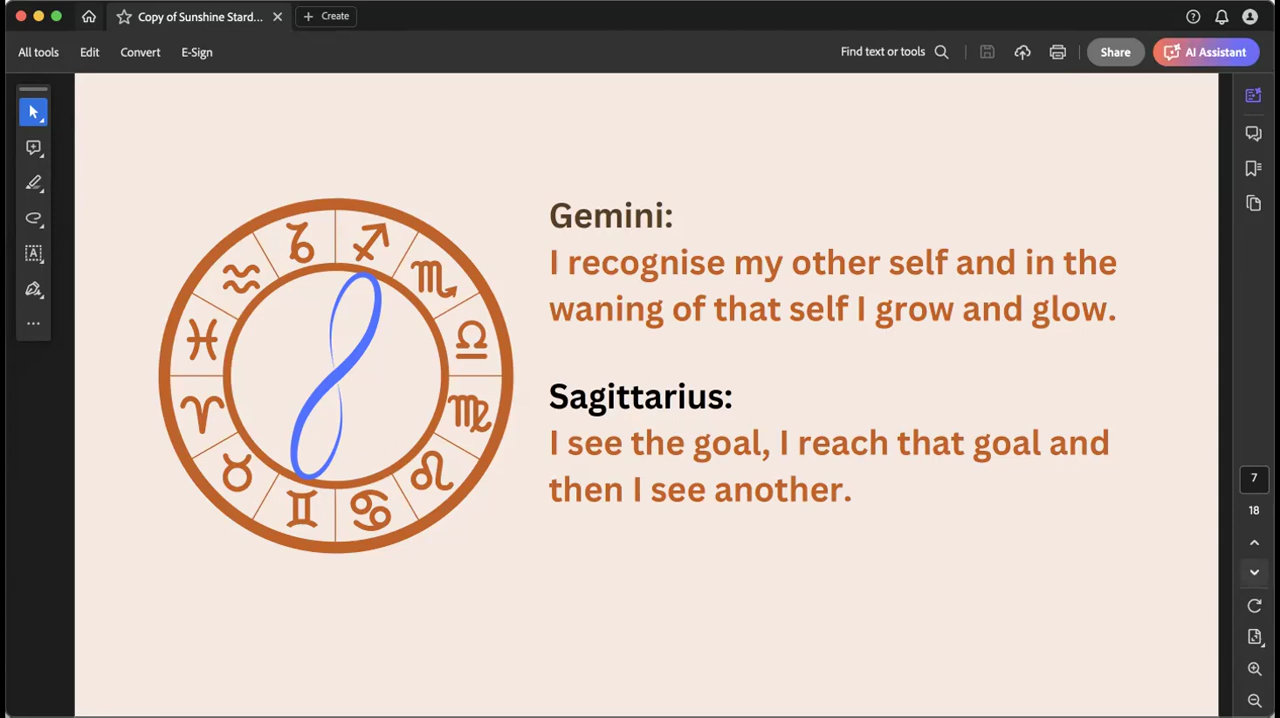 Copy of Sunshine Stard...
Create
All tools
Edit
Convert
E-Sign
Find text or tools
Share
AI Assistant
Gemini:
I recognise my other self and in the
waning of that self I grow and glow.
Sagittarius:
I see the goal, I reach that goal and
then I see another.
7
18